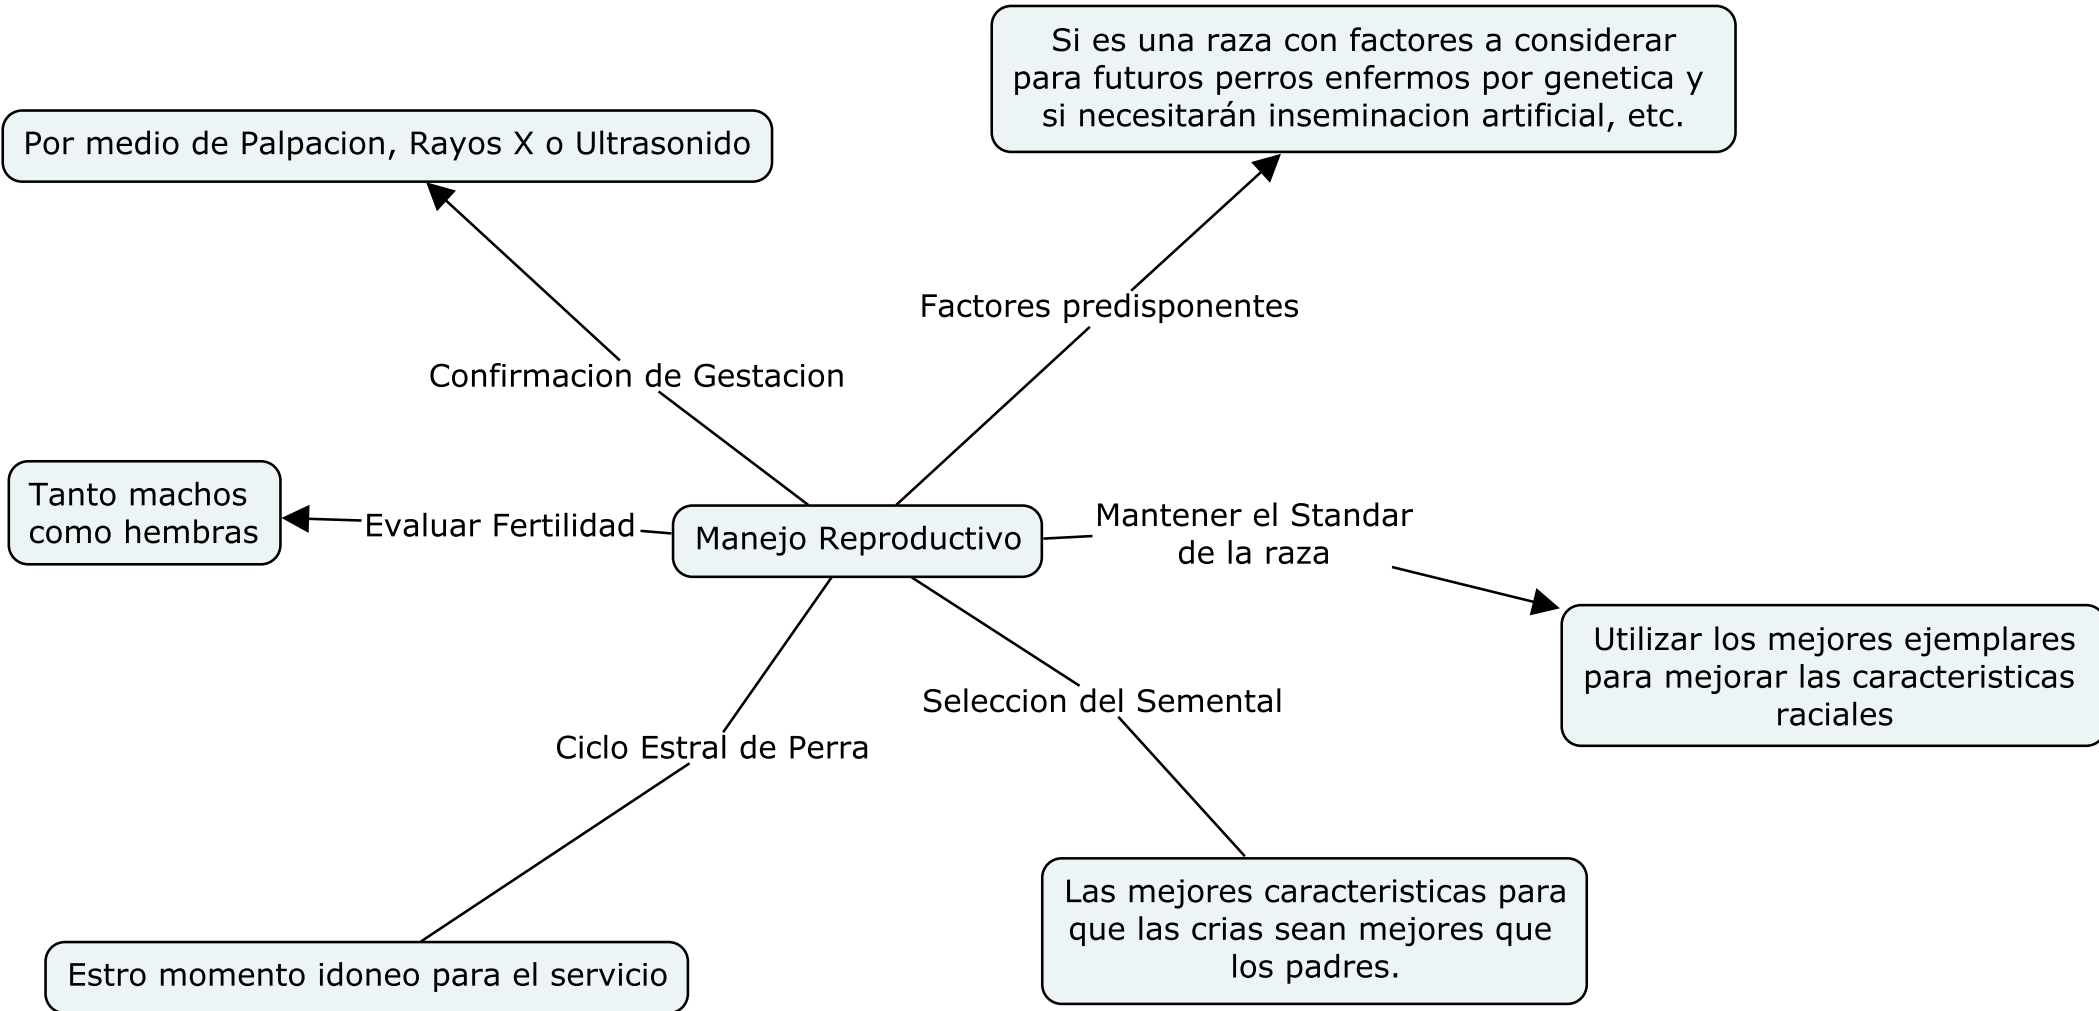 Si es una raza con factores a considerar
para futuros perros enfermos por genetica y
si necesitarán inseminacion artificial, etc.
Por medio de Palpacion, Rayos X o Ultrasonido
Factores predisponentes
Confirmacion de Gestacion
Tanto machos
como hembras
Evaluar Fertilidad
Manejo Reproductivo
Mantener el Standar
de la raza
Utilizar los mejores ejemplares
para mejorar las caracteristicas
raciales
Seleccion del Semental
Ciclo Estral de Perra
Las mejores caracteristicas para
que las crias sean mejores que
los padres.
Estro momento idoneo para el servicio